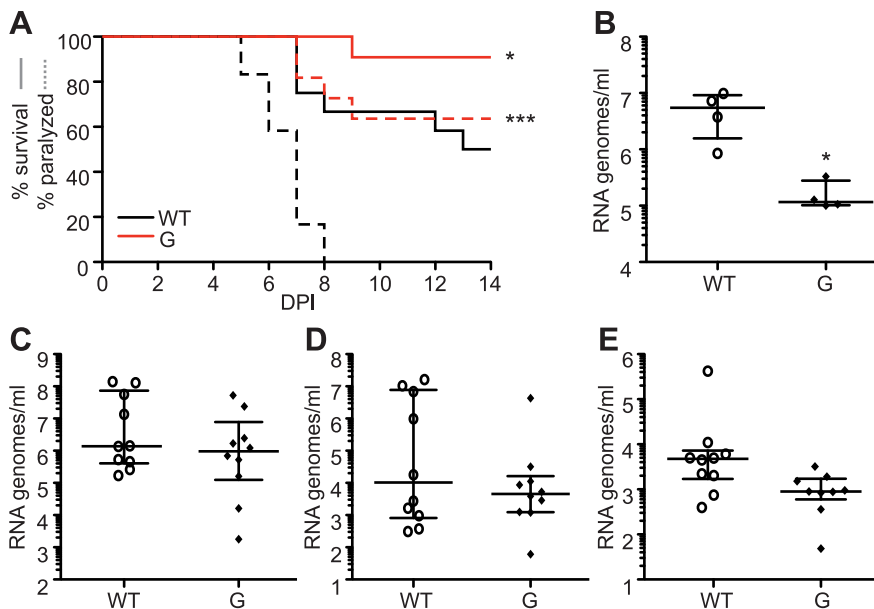 A
100
80
60
40
20
0
% survival
% paralyzed
WT
G
*
***
0 2 4 6 8 10 12 14
DPI
B
8
7
6
5
4
RNA genomes/ml
*
WT G
C
9
8
7
6
5
4
3
2
RNA genomes/ml
WT G
D
8
7
6
5
4
3
2
1
RNA genomes/ml
WT G
E
6
5
4
3
2
1
RNA genomes/ml
WT G